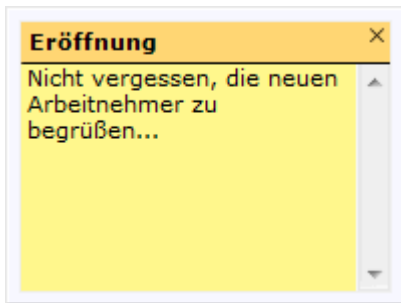 Eröffnung
Nicht vergessen, die neuen
Arbeitnehmer zu
begrüßen...